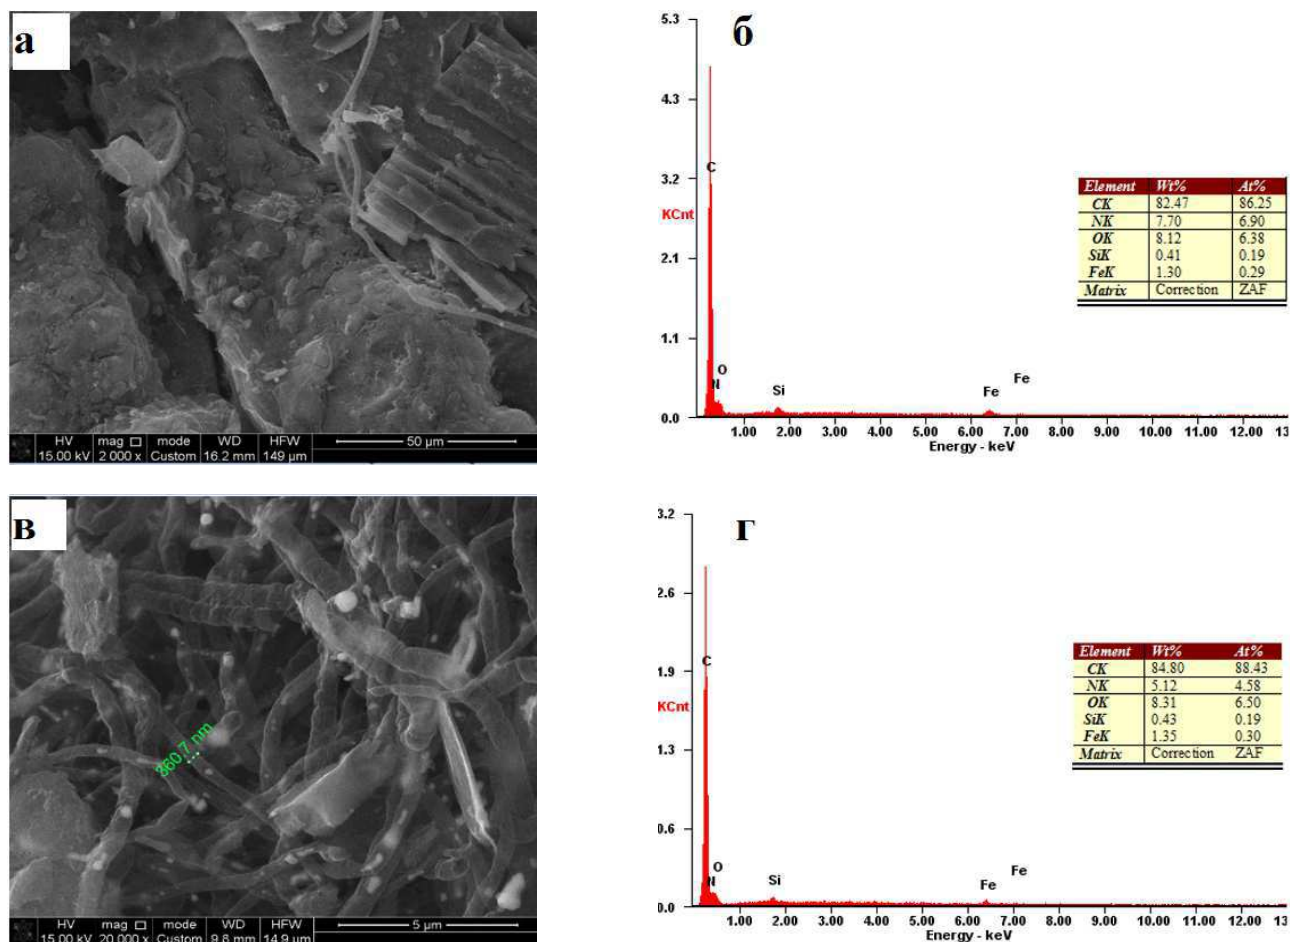 а
HV mag □ mode WD HFW 50 µm
15.00 kV 2 000 x Custom 16.2 mm 149 µm
б
5.3
4.3
3.2
KCnt
2.1
1.1
0.0
C
N
O
Si
Fe
Fe
1.00 2.00 3.00 4.00 5.00 6.00 7.00 8.00 9.00 10.00 11.00 12.00 13
Energy - keV
Element Wt% At%
CK 82.47 86.25
NK 7.70 6.90
OK 8.12 6.38
SiK 0.41 0.19
FeK 1.30 0.29
Matrix Correction ZAF
в
860.7 nm
HV mag □ mode WD HFW 5 µm
15.00 kV 20 000 x Custom 9.8 mm 14.9 µm
г
3.2
2.6
1.9
KCnt
1.3
0.6
0.0
C
N
O
Si
Fe
Fe
1.00 2.00 3.00 4.00 5.00 6.00 7.00 8.00 9.00 10.00 11.00 12.00 13
Energy - keV
Element Wt% At%
CK 84.80 88.43
NK 5.12 4.58
OK 8.31 6.50
SiK 0.43 0.19
FeK 1.35 0.30
Matrix Correction ZAF